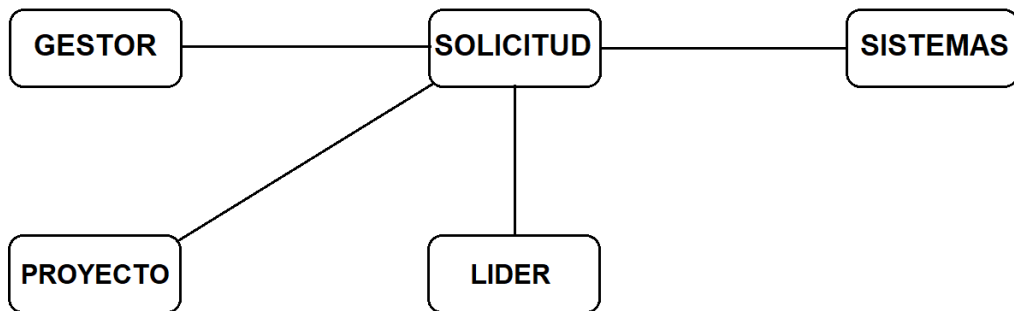 GESTOR
SOLICITUD
SISTEMAS
PROYECTO
LIDER